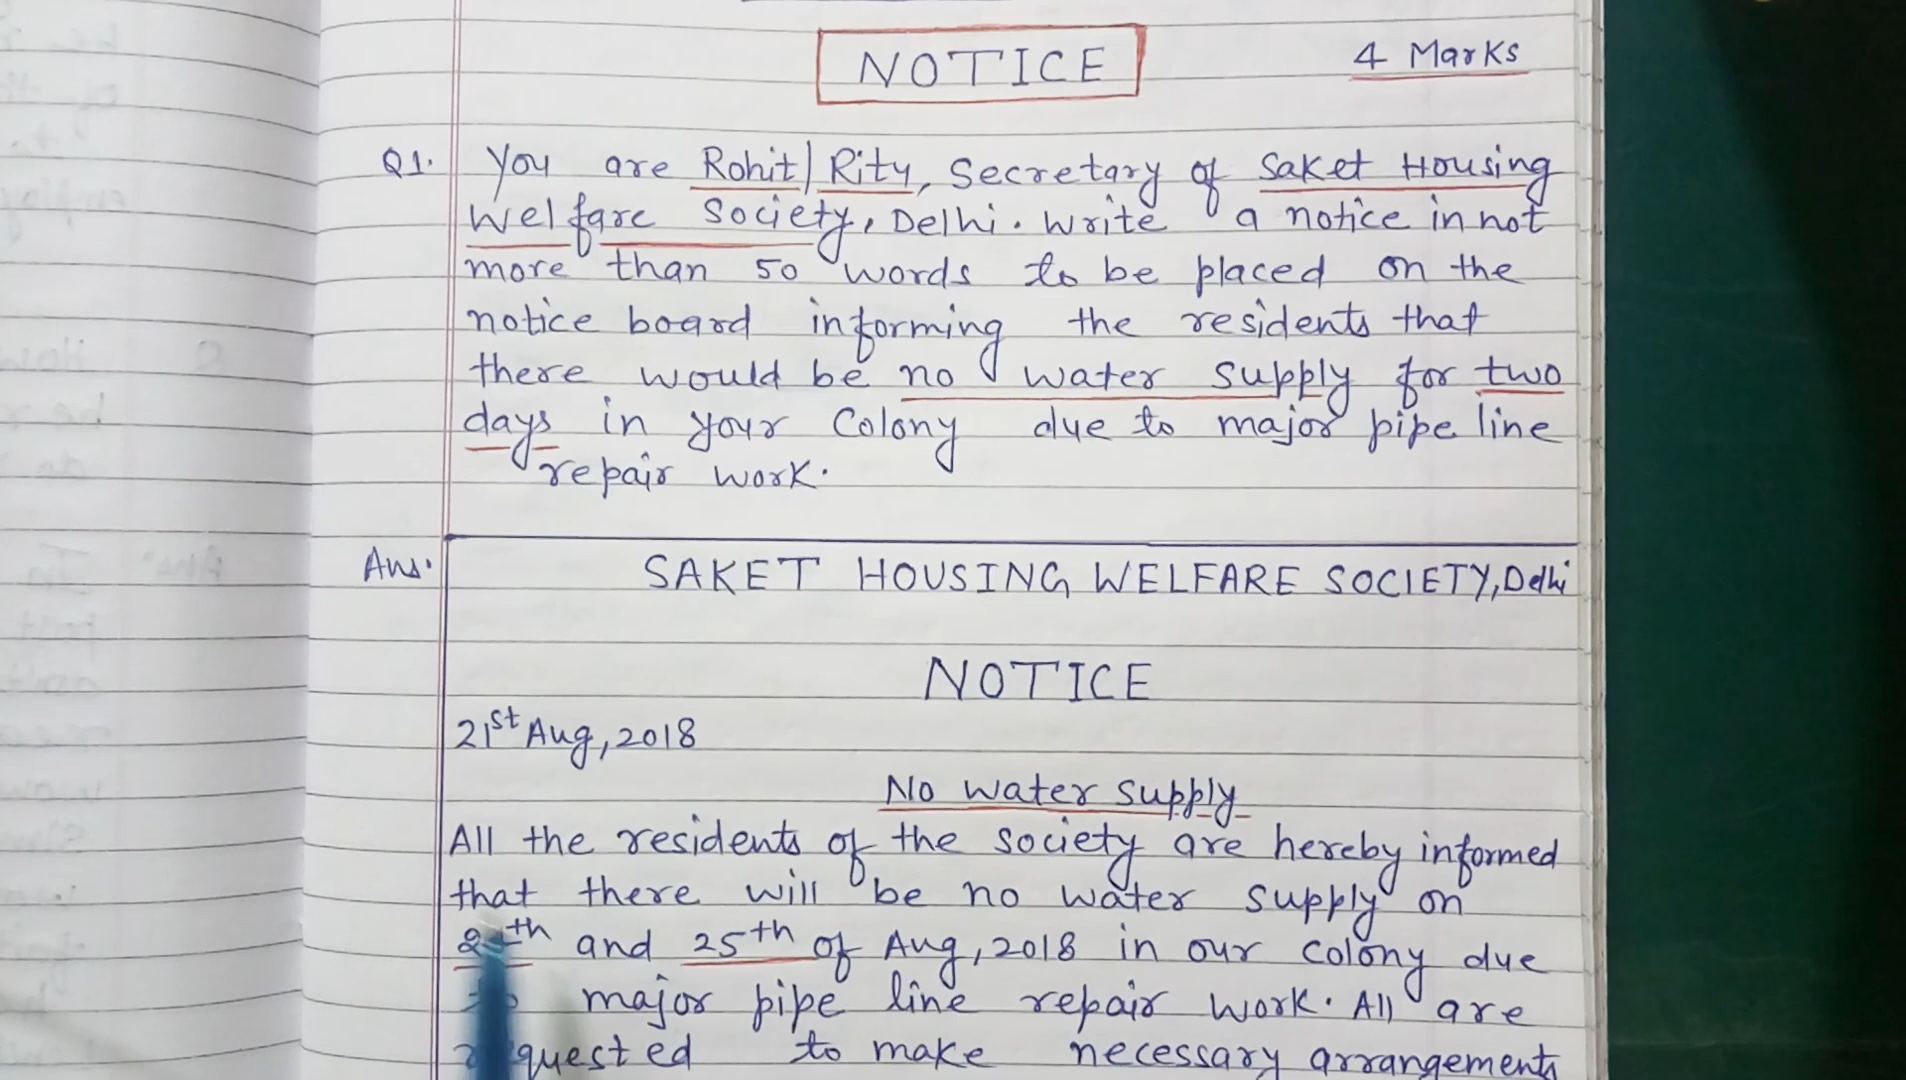 NOTICE
4 Marks
Q1. You are Rohit/Rity, Secretary of Saket Housing
Welfare Society, Delhi. Write a notice in not
more than 50 words to be placed on the
notice board informing the residents that
there would be no water supply for two
days in your Colony due to major pipe line
repair work.
Ans. SAKET HOUSING WELFARE SOCIETY, Delhi
NOTICE
21st Aug, 2018
No water supply
All the residents of the society are hereby informed
that there will be no water supply on
and 25th of Aug, 2018 in our colony due
major pipe line repair work. All are
requested to make necessary arrangements